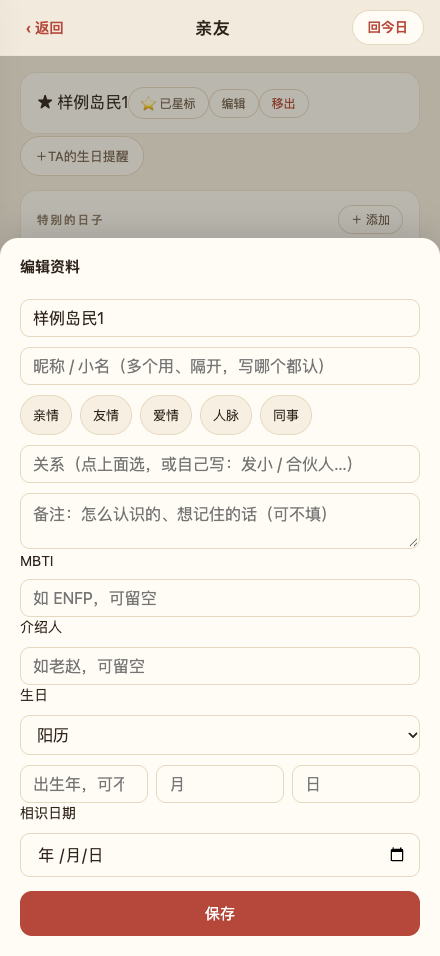 ‹ 返回 亲友 回今日
★ 样例岛民1 ⭐ 已星标 编辑 移出
＋TA的生日提醒
特别的日子 ＋ 添加
编辑资料
样例岛民1
昵称 / 小名（多个用、隔开，写哪个都认）
亲情 友情 爱情 人脉 同事
关系（点上面选，或自己写：发小 / 合伙人…）
备注：怎么认识的、想记住的话（可不填）
MBTI
如 ENFP，可留空
介绍人
如老赵，可留空
生日
阳历
出生年，可不 月 日
相识日期
年 /月/日
保存